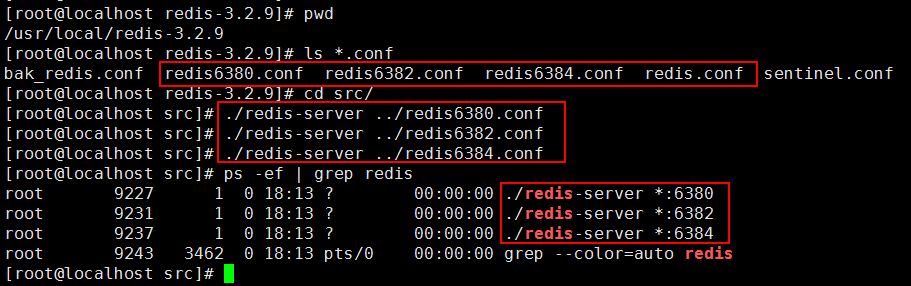 [root@localhost redis-3.2.9]# pwd
/usr/local/redis-3.2.9
[root@localhost redis-3.2.9]# ls *.conf
bak_redis.conf  redis6380.conf  redis6382.conf  redis6384.conf  redis.conf  sentinel.conf
[root@localhost redis-3.2.9]# cd src/
[root@localhost src]# ./redis-server ../redis6380.conf
[root@localhost src]# ./redis-server ../redis6382.conf
[root@localhost src]# ./redis-server ../redis6384.conf
[root@localhost src]# ps -ef | grep redis
root       9227      1  0 18:13 ?        00:00:00 ./redis-server *:6380
root       9231      1  0 18:13 ?        00:00:00 ./redis-server *:6382
root       9237      1  0 18:13 ?        00:00:00 ./redis-server *:6384
root       9243   3462  0 18:13 pts/0    00:00:00 grep --color=auto redis
[root@localhost src]#